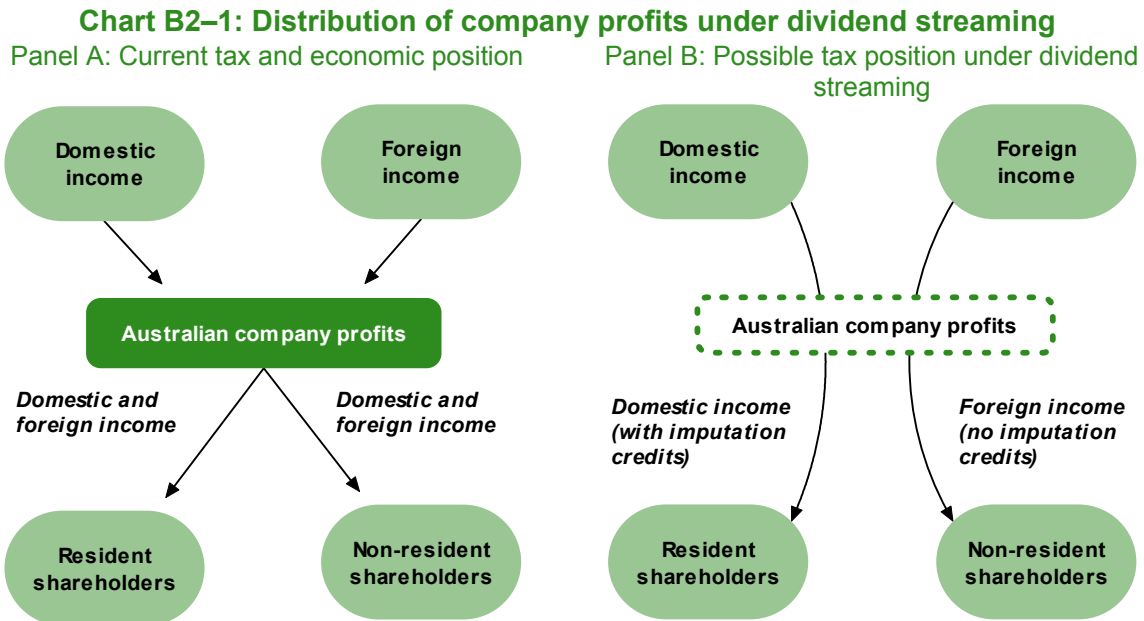 Chart B2–1: Distribution of company profits under dividend streaming
Panel A: Current tax and economic position
Domestic
income
Foreign
income
Australian company profits
Domestic and
foreign income
Domestic and
foreign income
Resident
shareholders
Non-resident
shareholders
Panel B: Possible tax position under dividend
streaming
Domestic
income
Foreign
income
Australian company profits
Domestic income
(with imputation
credits)
Foreign income
(no imputation
credits)
Resident
shareholders
Non-resident
shareholders